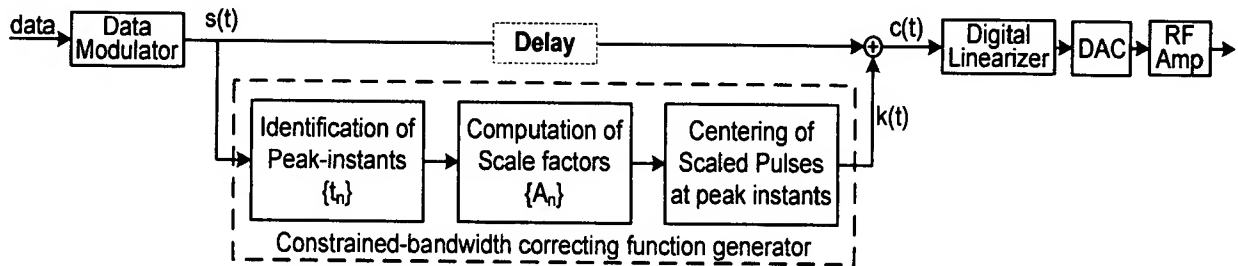 data
Data
Modulator
s(t)
Delay
c(t)
Digital
Linearizer
DAC
RF
Amp
Identification of
Peak-instants
{tn}
Computation of
Scale factors
{An}
Centering of
Scaled Pulses
at peak instants
k(t)
Constrained-bandwidth correcting function generator